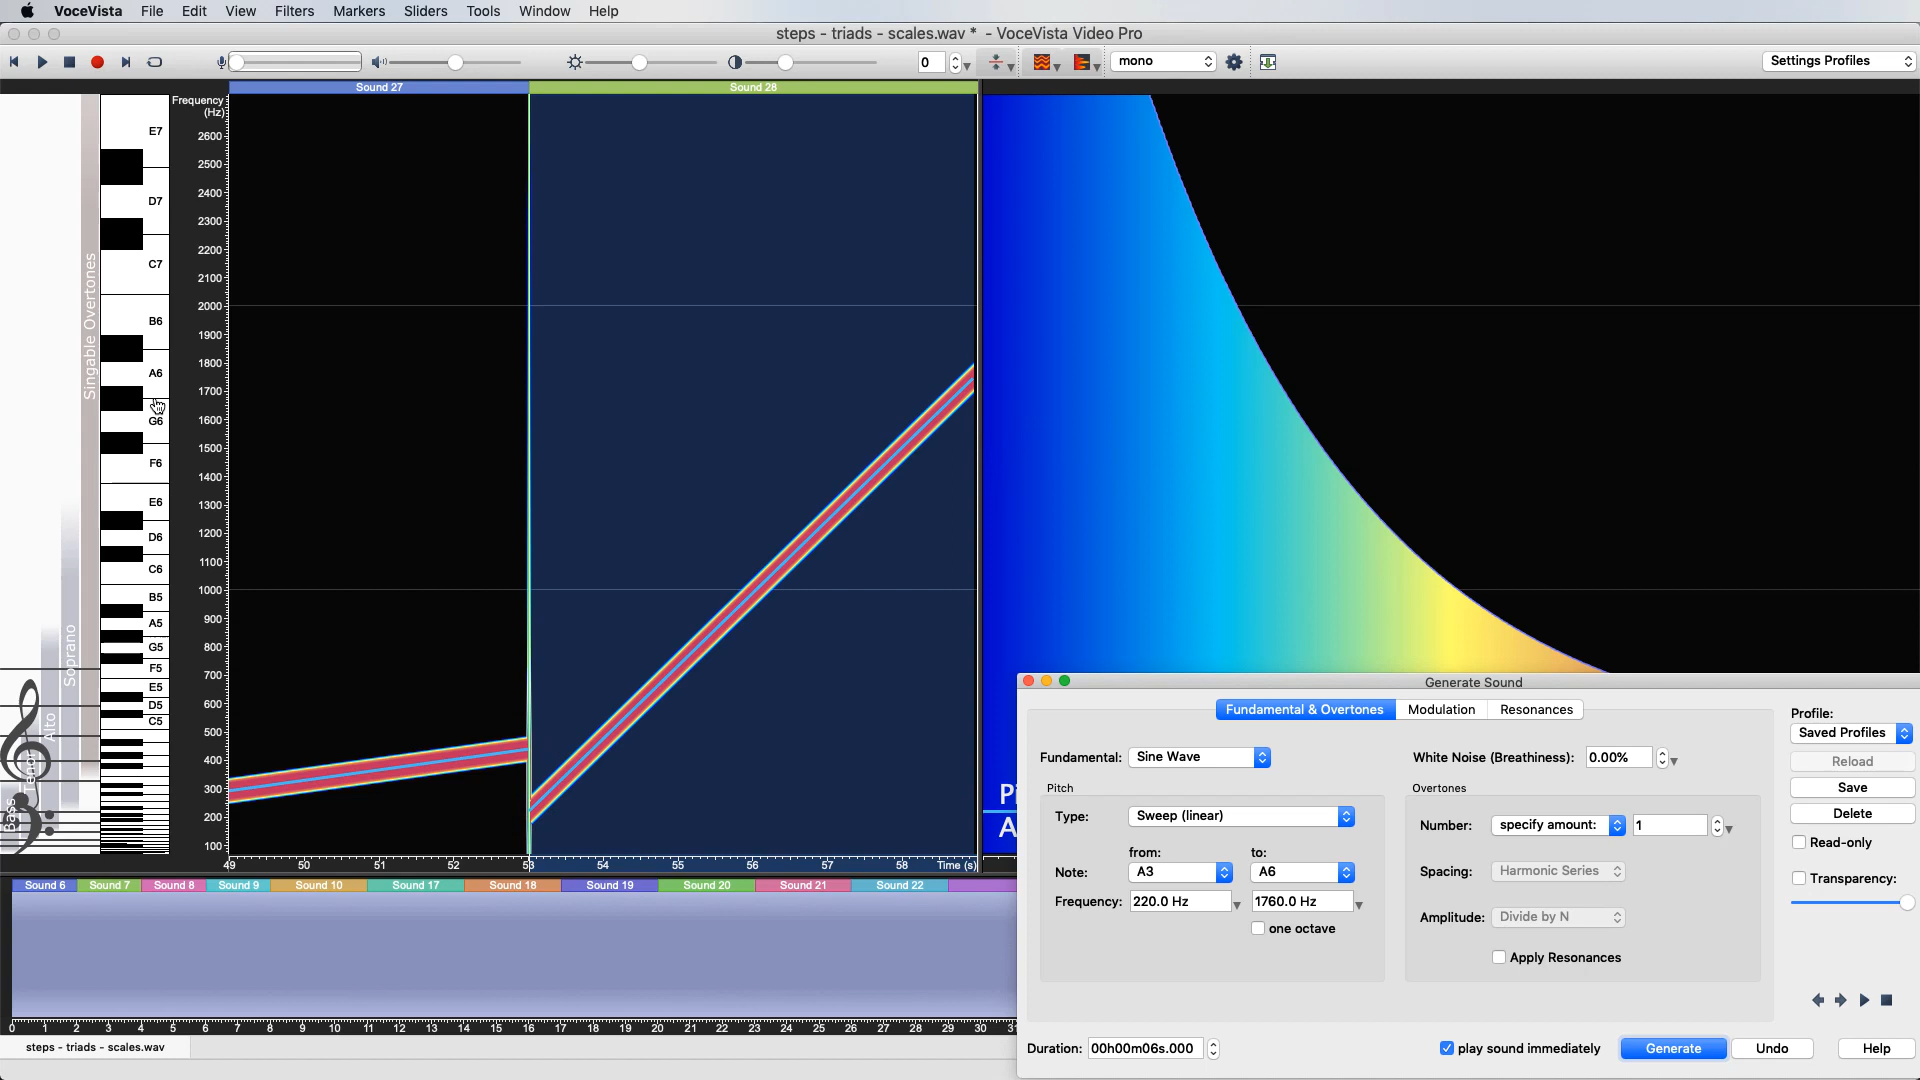 VoceVista File Edit View Filters Markers Sliders Tools Window Help
steps - triads - scales.wav * - VoceVista Video Pro
0 mono Settings Profiles
Sound 27 Sound 28
Frequency
(Hz)
E7
D7
C7
B6
A6
G6
F6
E6
D6
C6
B5
A5
G5
F5
E5
D5
C5
Singable Overtones
Soprano
Alto
Tenor
Bass
2600
2500
2400
2300
2200
2100
2000
1900
1800
1700
1600
1500
1400
1300
1200
1100
1000
900
800
700
600
500
400
300
200
100
49 50 51 52 53 54 55 56 57 58 Time (s)
Sound 6 Sound 7 Sound 8 Sound 9 Sound 10 Sound 17 Sound 18 Sound 19 Sound 20 Sound 21 Sound 22
0 1 2 3 4 5 6 7 8 9 10 11 12 13 14 15 16 17 18 19 20 21 22 23 24 25 26 27 28 29 30
steps - triads - scales.wav
Generate Sound
Fundamental & Overtones Modulation Resonances
Fundamental: Sine Wave
White Noise (Breathiness): 0.00%
Pitch
Type: Sweep (linear)
from: to:
Note: A3 A6
Frequency: 220.0 Hz 1760.0 Hz
one octave
Overtones
Number: specify amount: 1
Spacing: Harmonic Series
Amplitude: Divide by N
Apply Resonances
Profile:
Saved Profiles
Reload
Save
Delete
Read-only
Transparency:
Duration: 00h00m06s.000
play sound immediately Generate Undo Help